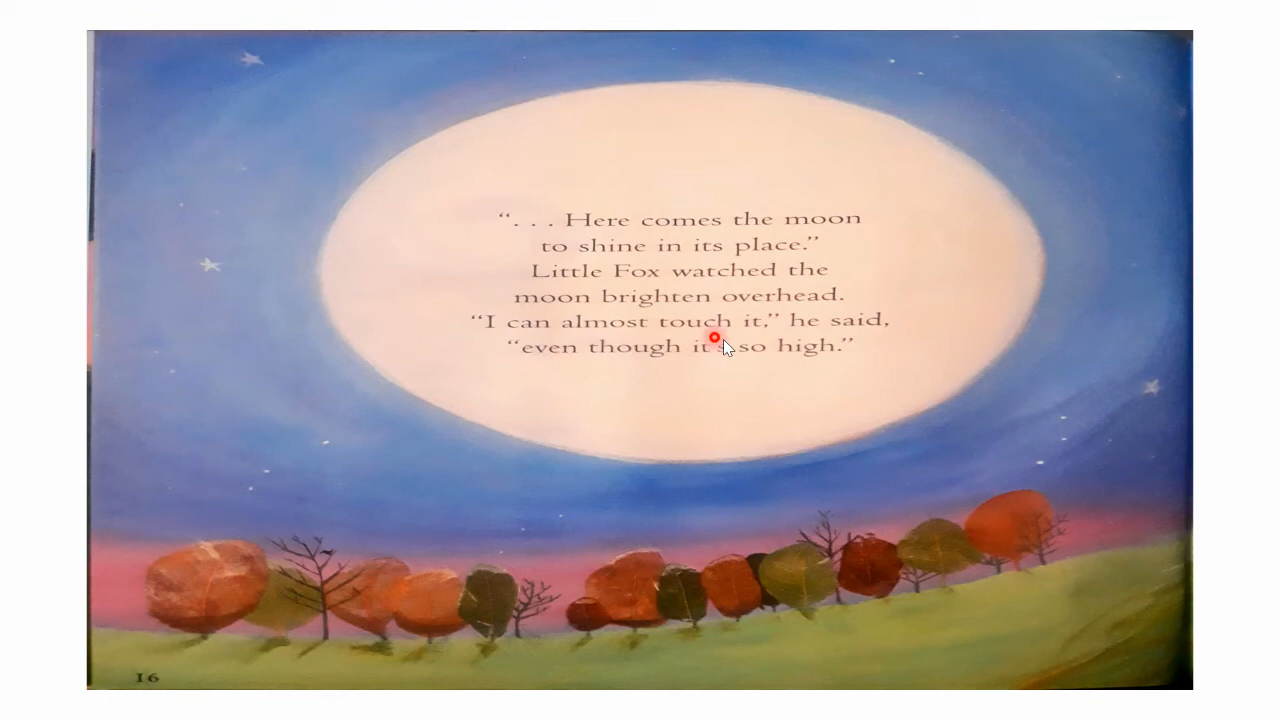 “. . . Here comes the moon
to shine in its place.”
Little Fox watched the
moon brighten overhead.
“I can almost touch it,” he said,
“even though it’s so high.”
16